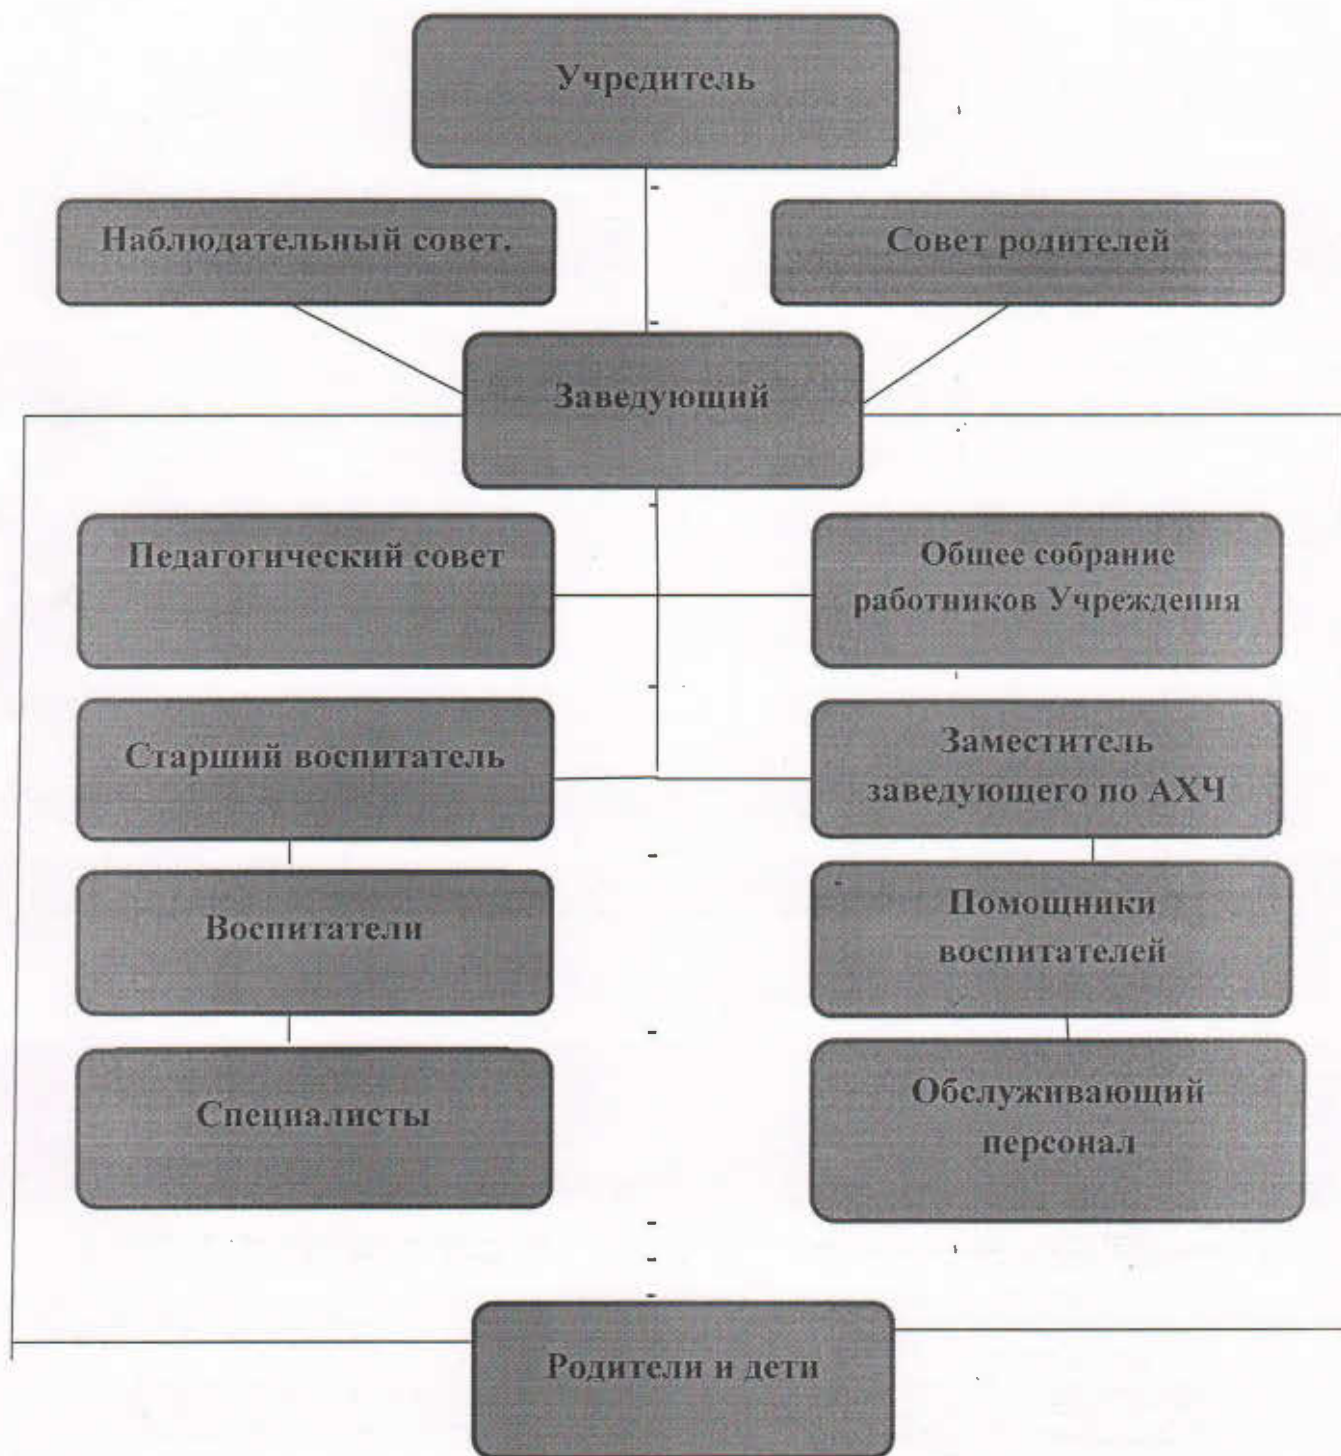 Учредитель
Наблюдательный совет.
Совет родителей
Заведующий
Педагогический совет
Общее собрание
работников Учреждения
Старший воспитатель
Заместитель
заведующего по АХЧ
Воспитатели
Помощники
воспитателей
Специалисты
Обслуживающий
персонал
Родители и дети